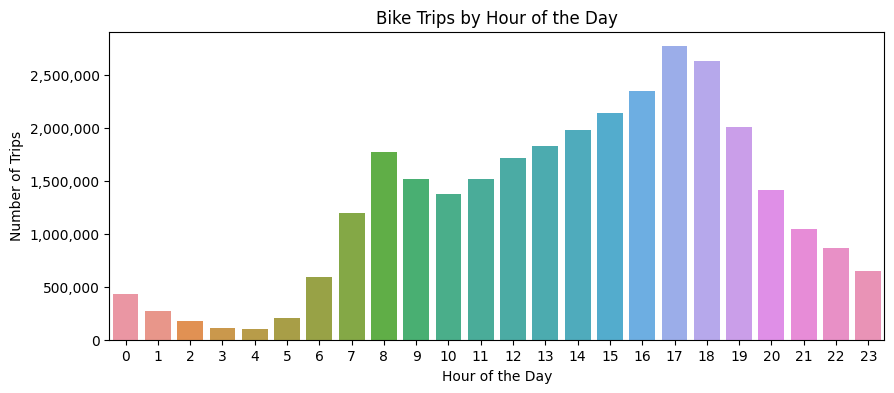 Bike Trips by Hour of the Day
Number of Trips
2,500,000
2,000,000
1,500,000
1,000,000
500,000
0
0 1 2 3 4 5 6 7 8 9 10 11 12 13 14 15 16 17 18 19 20 21 22 23
Hour of the Day